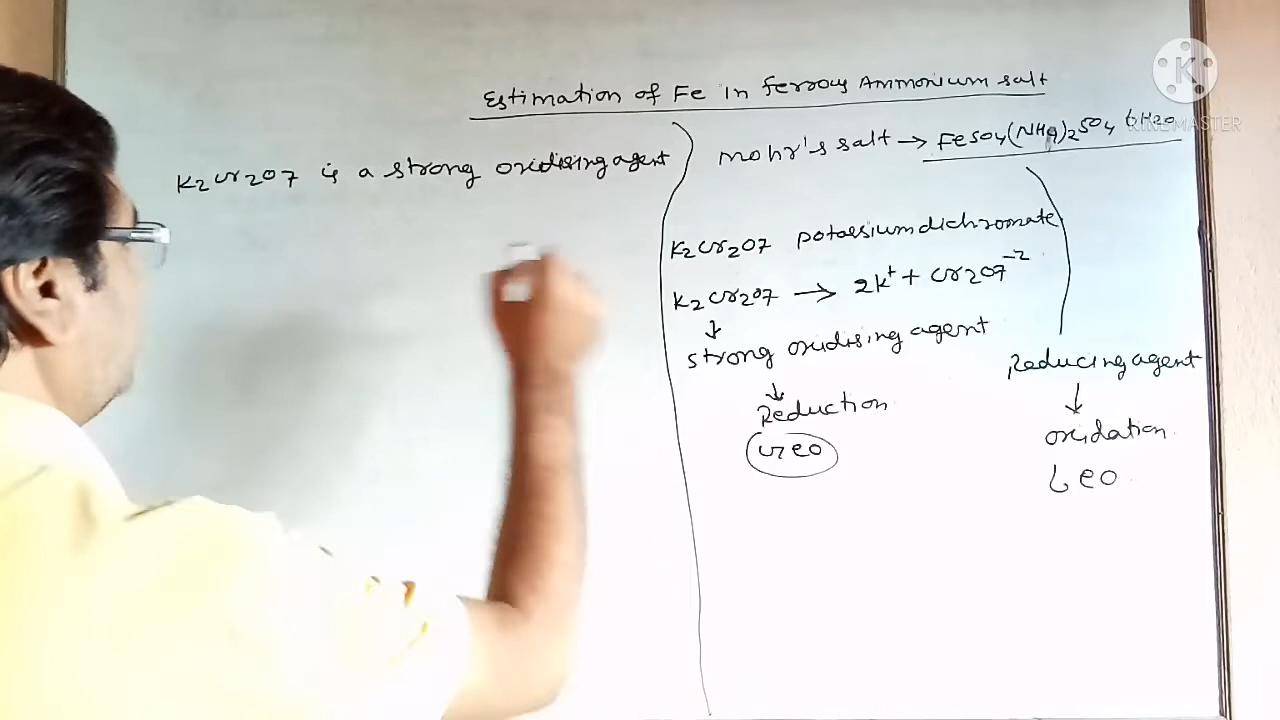 Estimation of Fe in ferrous Ammonium salt
K2Cr2O7 is a strong oxidising agent
Mohr's salt → FeSO4(NH4)2SO4 6H2O
K2Cr2O7 potassium dichromate
K2Cr2O7 → 2K+ + Cr2O7-2
↓
strong oxidising agent
↓
Reduction
GEO
Reducing agent
↓
oxidation
LEO
K
KINEMASTER